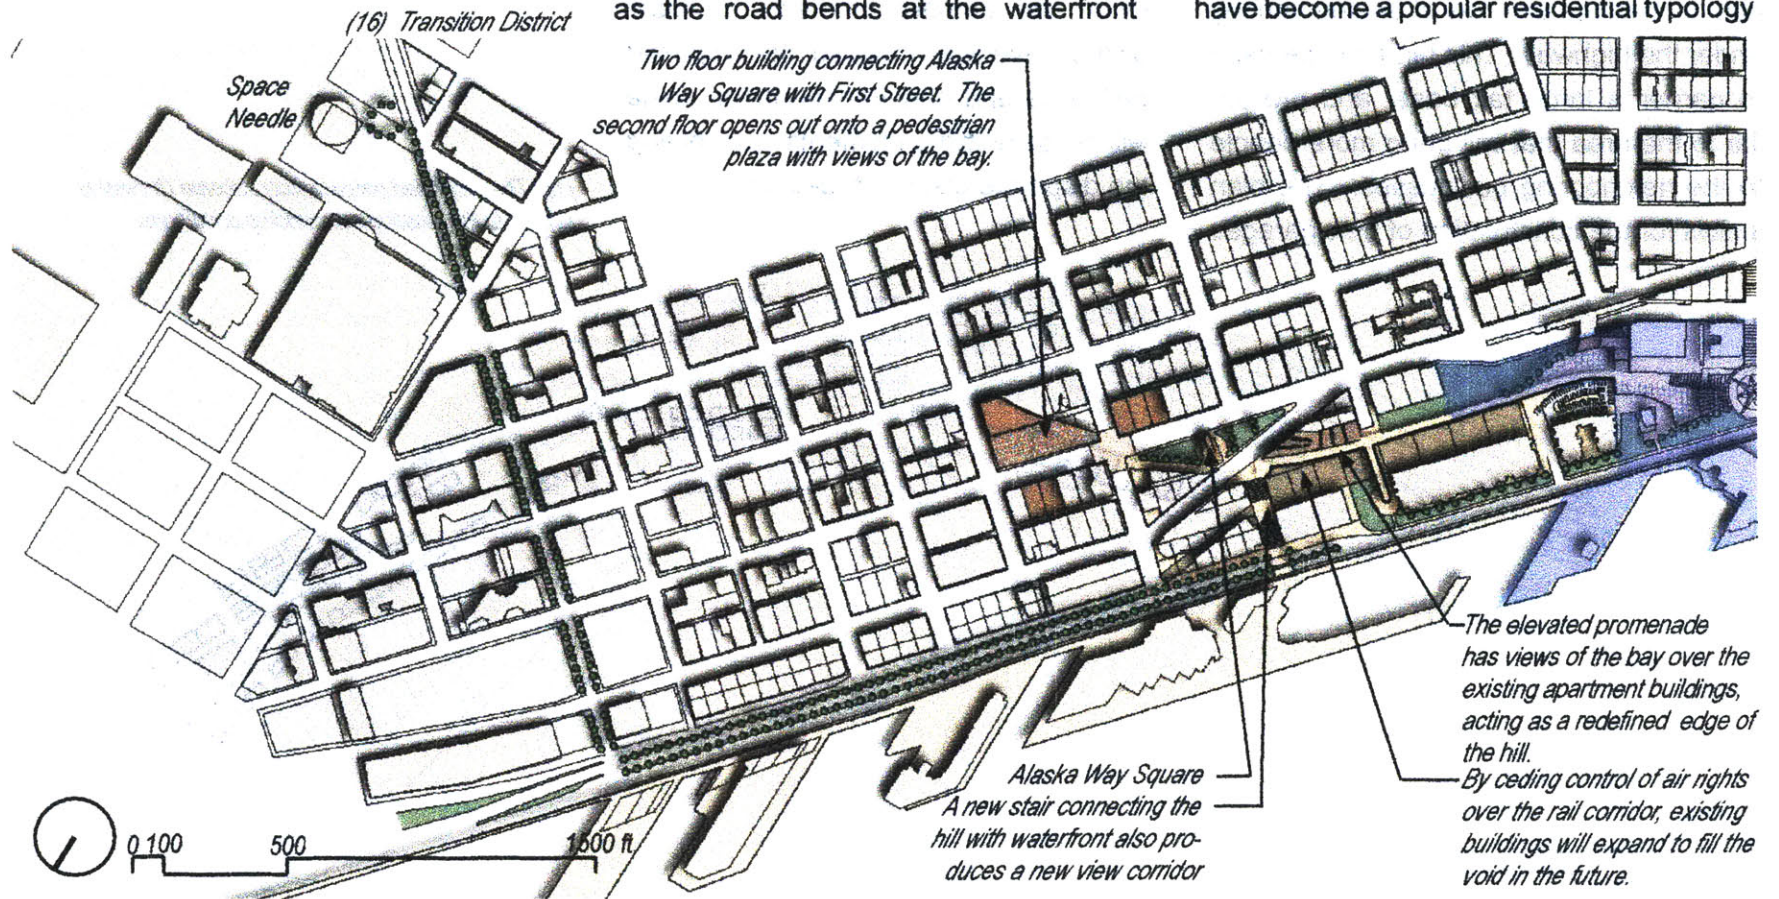 as the road bends at the waterfront
have become a popular residential typology
(16) Transition District
Space
Needle
Two floor building connecting Alaska
Way Square with First Street. The
second floor opens out onto a pedestrian
plaza with views of the bay.
The elevated promenade
has views of the bay over the
existing apartment buildings,
acting as a redefined edge of
the hill.
By ceding control of air rights
over the rail corridor, existing
buildings will expand to fill the
void in the future.
Alaska Way Square
A new stair connecting the
hill with waterfront also pro-
duces a new view corridor
0 100 500 1500 ft